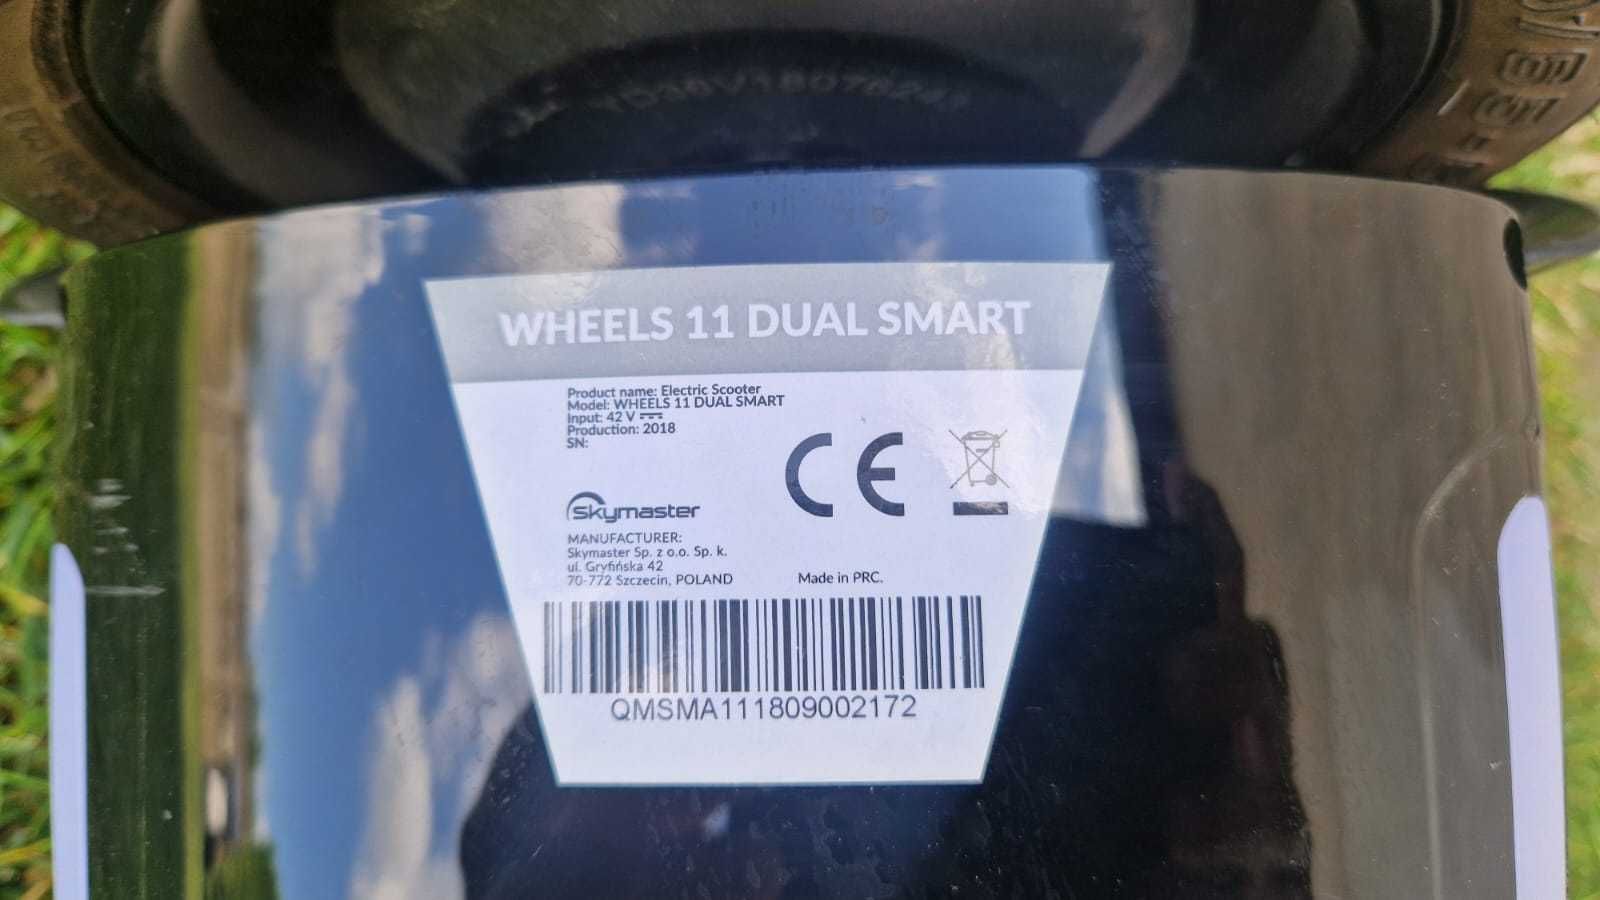 WHEELS 11 DUAL SMART
Product name: Electric Scooter
Model: WHEELS 11 DUAL SMART
Input: 42 V
Production: 2018
SN:
CE
Skymaster
MANUFACTURER:
Skymaster Sp. z o.o. Sp. k.
ul. Gryfińska 42
70-772 Szczecin, POLAND
Made in PRC.
QMSMA111809002172